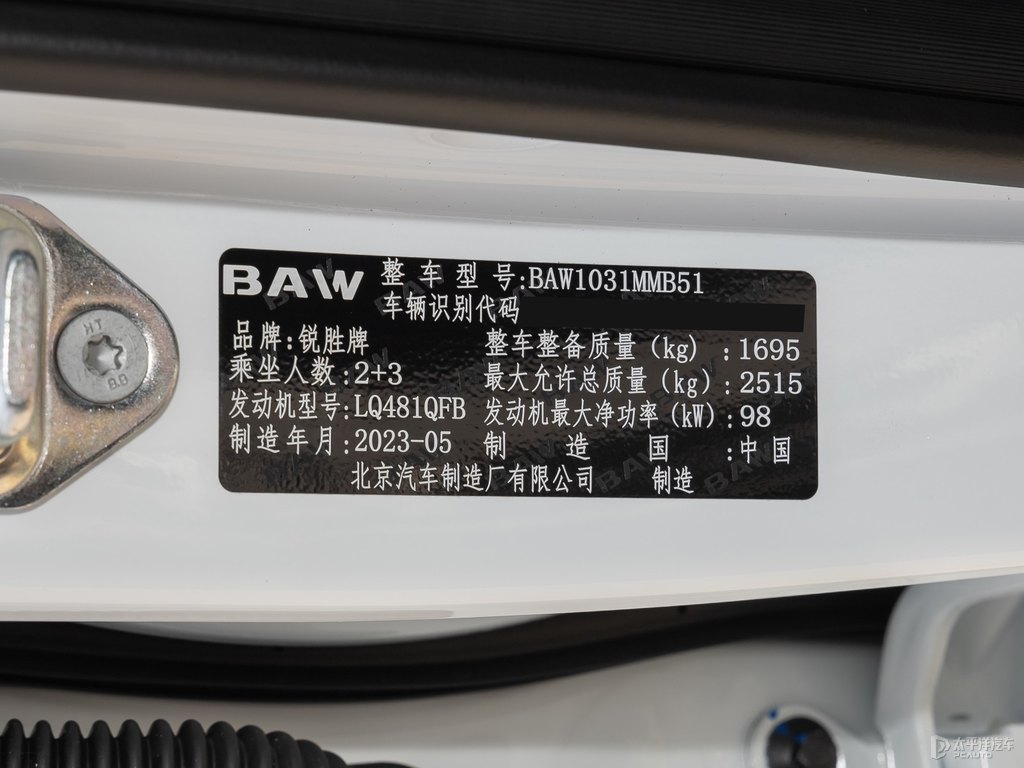 BAW 整车型号:BAW1031MMB51
车辆识别代码
品牌:锐胜牌 整车整备质量(kg) :1695
乘坐人数:2+3 最大允许总质量(kg):2515
发动机型号:LQ481QFB 发动机最大净功率(kW):98
制造年月:2023-05 制造国:中国
北京汽车制造厂有限公司 制造
HT
8.8
太平洋汽车
PCAUTO